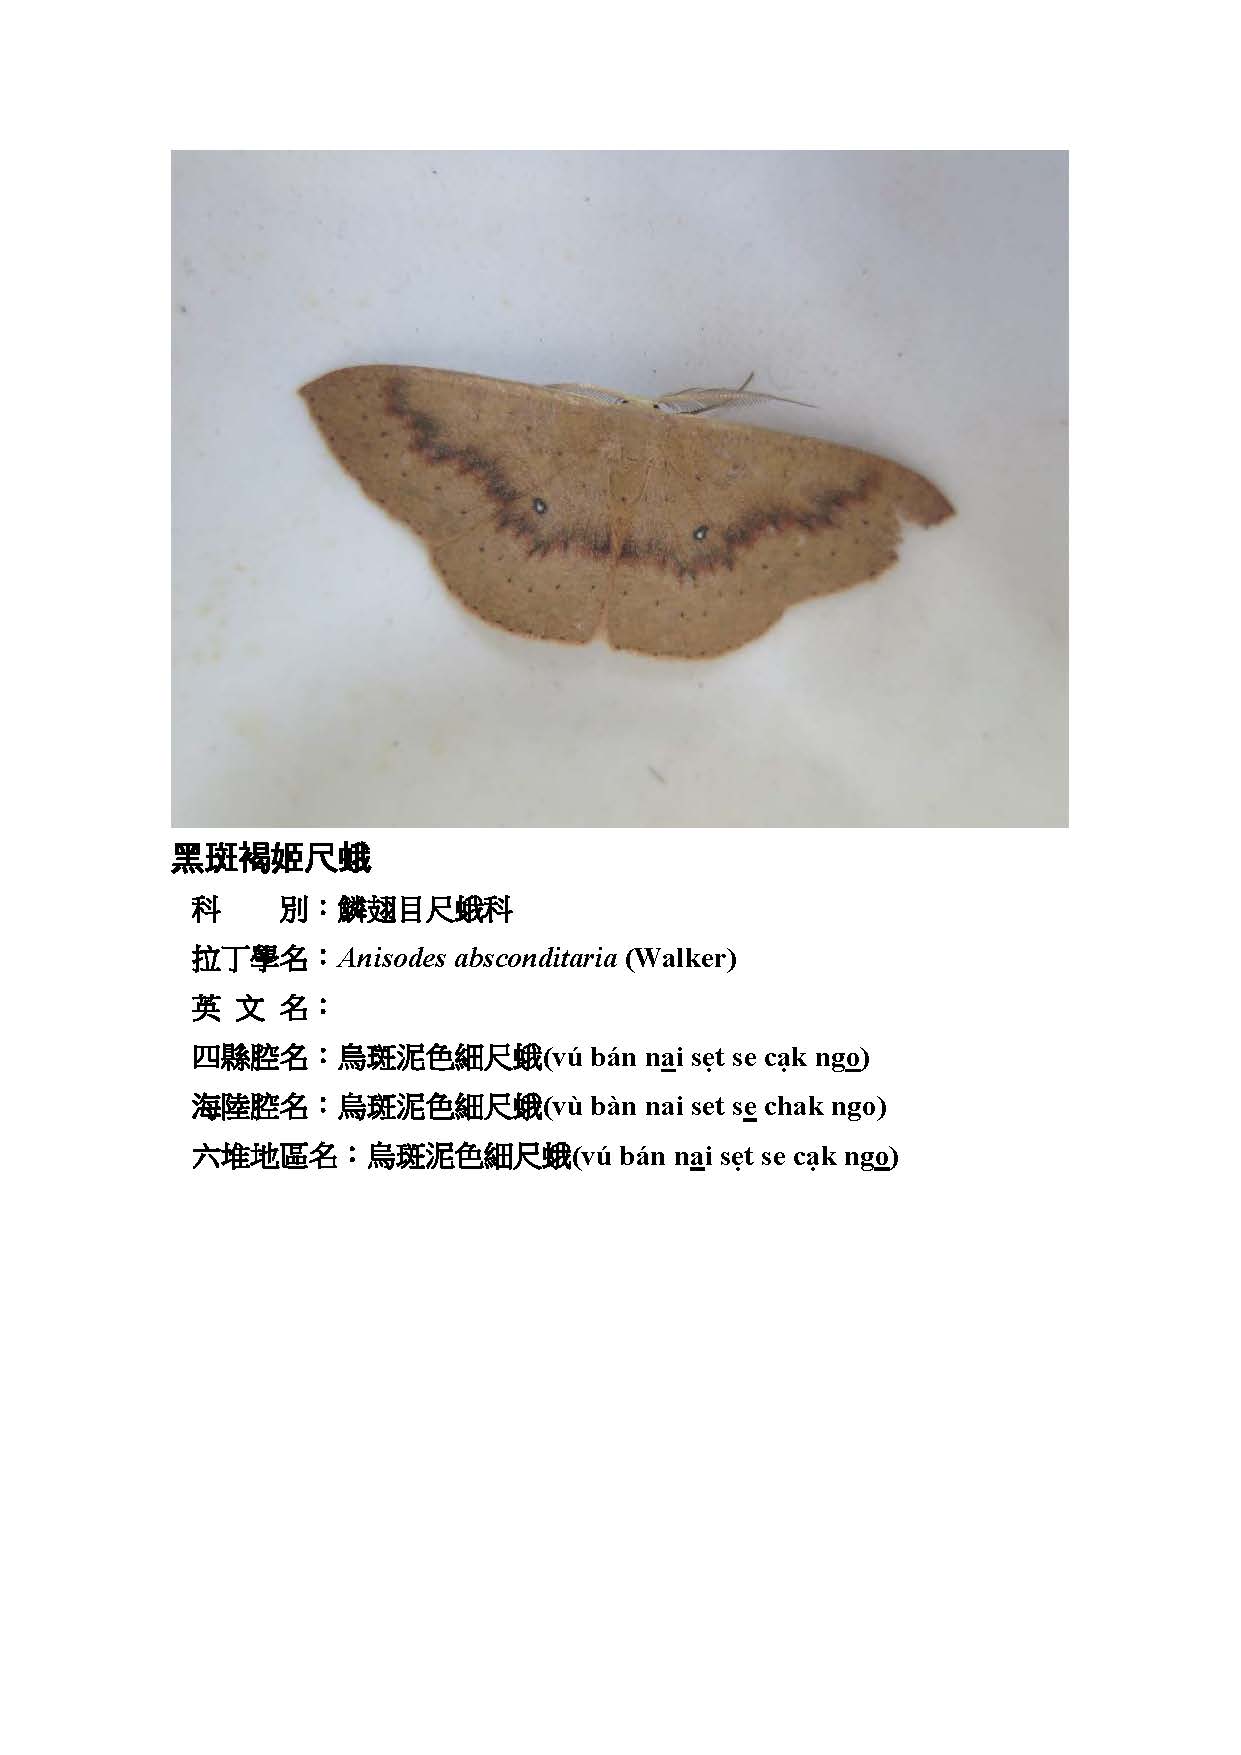 黑斑褐姬尺蛾
科　　別：鱗翅目尺蛾科
拉丁學名：Anisodes absconditaria (Walker)
英 文 名：
四縣腔名：烏斑泥色細尺蛾(vú bán na̲i sẹt se cạk ngo̲)
海陸腔名：烏斑泥色細尺蛾(vù bàn nai set se̲ chak ngo)
六堆地區名：烏斑泥色細尺蛾(vú bán na̲i sẹt se cạk ngo̲)